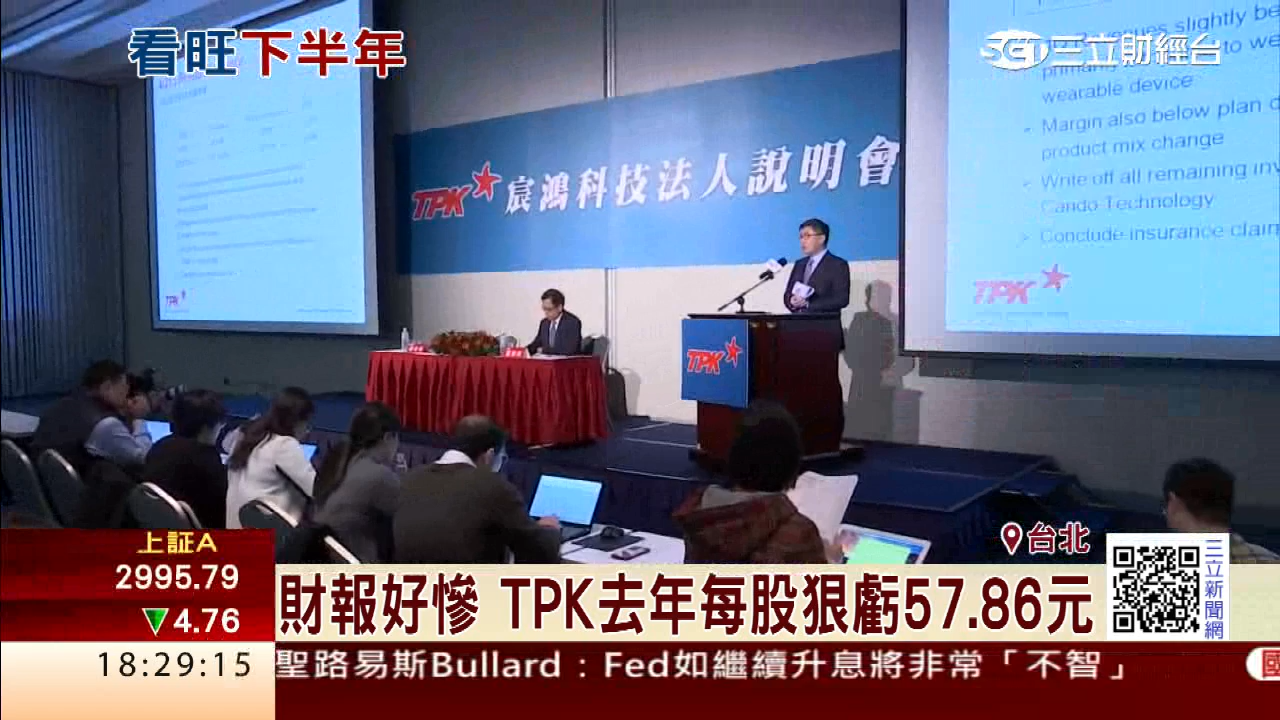 看旺下半年
SET 三立財經台
primarily
to we
wearable device
Margin also below plan d
product mix change
Write off all remaining inv
Cando Technology
Conclude insurance claim
TPK
TPK 宸鴻科技法人說明會
TPK
TPK
台北
上証A
2995.79
▼4.76
財報好慘 TPK去年每股狠虧57.86元
三立新聞網
18:29:15
聖路易斯Bullard：Fed如繼續升息將非常「不智」